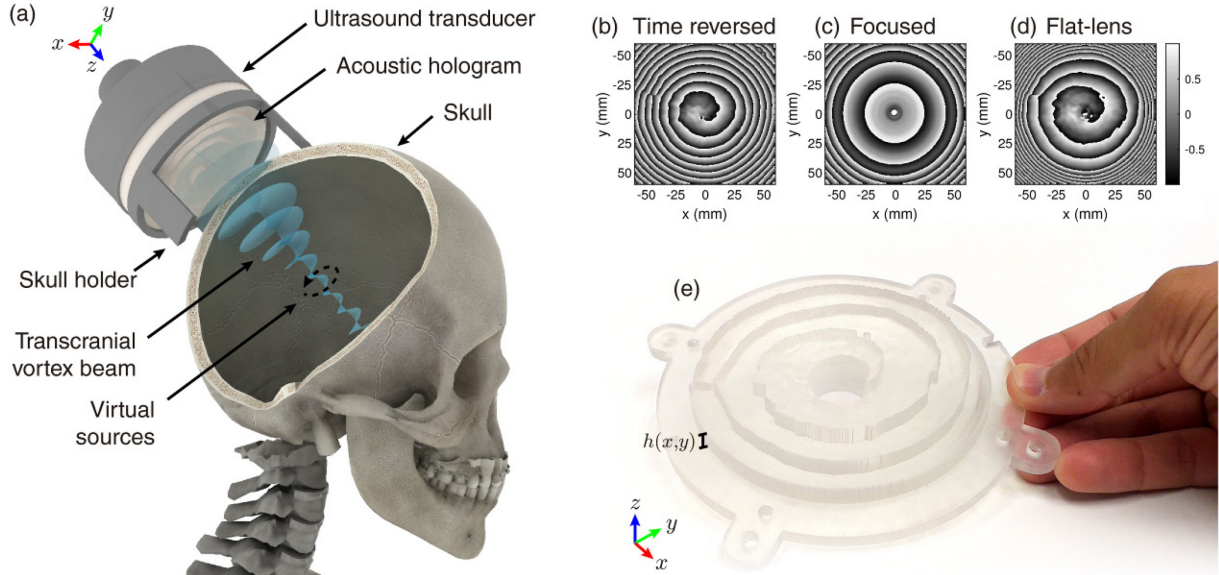 (a)
y
x
z
Ultrasound transducer
Acoustic hologram
Skull
Skull holder
Transcranial
vortex beam
Virtual
sources
(b) Time reversed
(c) Focused
(d) Flat-lens
-50
-25
0
25
50
y (mm)
-50 -25 0 25 50
x (mm)
-50
-25
0
25
50
y (mm)
-50 -25 0 25 50
x (mm)
-50
-25
0
25
50
y (mm)
-50 -25 0 25 50
x (mm)
0.5
0
-0.5
(e)
h(x,y)
z
y
x